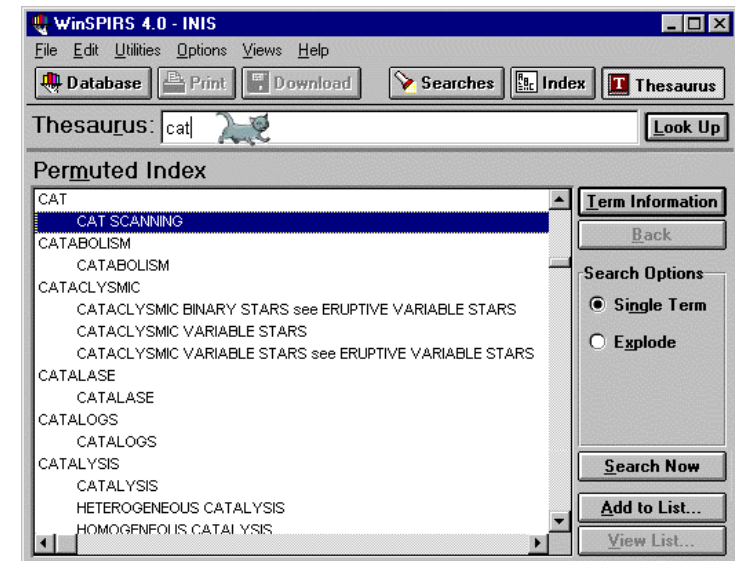 WinSPIRS 4.0 - INIS
File Edit Utilities Options Views Help
Database Print Download Searches Index Thesaurus
Thesaurus: cat Look Up
Permuted Index
CAT
CAT SCANNING
CATABOLISM
CATABOLISM
CATACLYSMIC
CATACLYSMIC BINARY STARS see ERUPTIVE VARIABLE STARS
CATACLYSMIC VARIABLE STARS
CATACLYSMIC VARIABLE STARS see ERUPTIVE VARIABLE STARS
CATALASE
CATALASE
CATALOGS
CATALOGS
CATALYSIS
CATALYSIS
HETEROGENEOUS CATALYSIS
HOMOGENEOUS CATALYSIS
Term Information
Back
Search Options
Single Term
Explode
Search Now
Add to List...
View List...